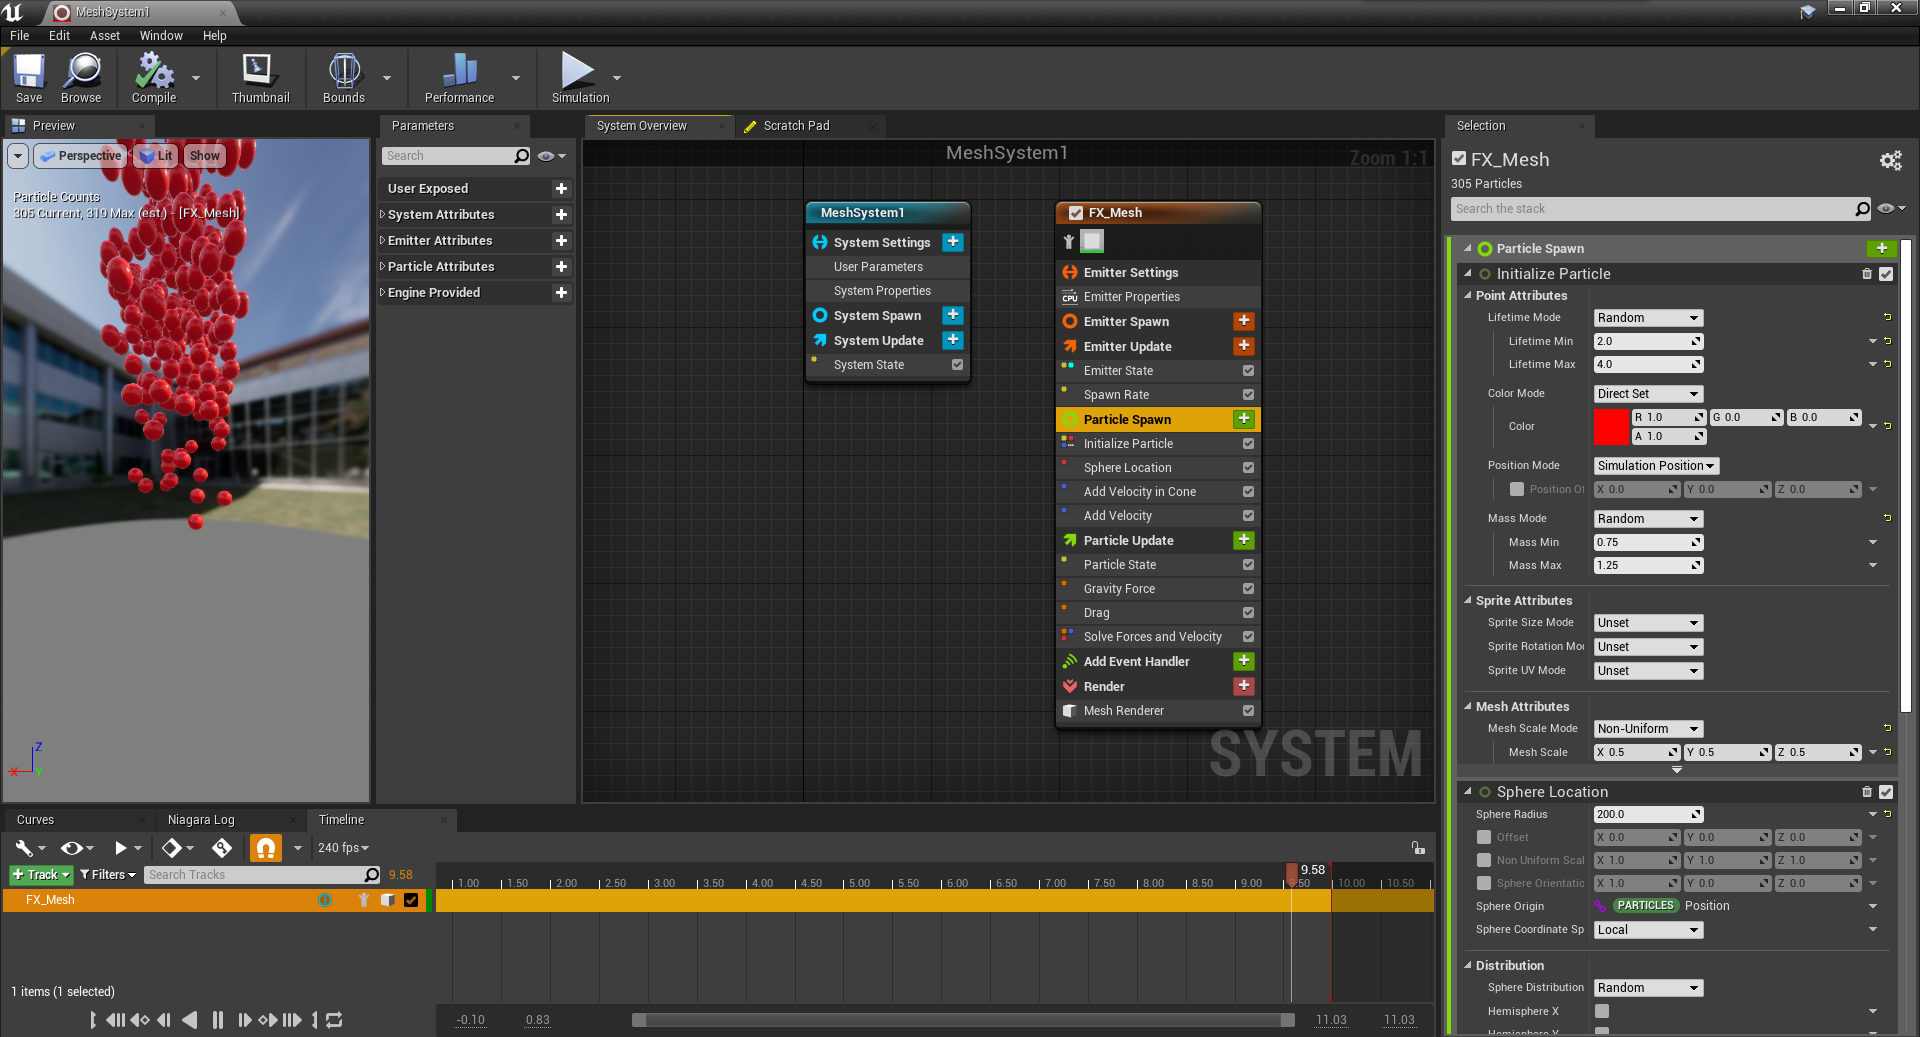 MeshSystem1
File Edit Asset Window Help
Save Browse Compile Thumbnail Bounds Performance Simulation
Preview
Perspective Lit Show
Particle Counts
305 Current, 319 Max (est.) - [FX_Mesh]
Z
X Y
Parameters
Search
User Exposed
System Attributes
Emitter Attributes
Particle Attributes
Engine Provided
System Overview Scratch Pad
MeshSystem1
Zoom 1:1
MeshSystem1
System Settings
User Parameters
System Properties
System Spawn
System Update
System State
FX_Mesh
Emitter Settings
CPU Emitter Properties
Emitter Spawn
Emitter Update
Emitter State
Spawn Rate
Particle Spawn
Initialize Particle
Sphere Location
Add Velocity in Cone
Add Velocity
Particle Update
Particle State
Gravity Force
Drag
Solve Forces and Velocity
Add Event Handler
Render
Mesh Renderer
SYSTEM
Selection
FX_Mesh
305 Particles
Search the stack
Particle Spawn
Initialize Particle
Point Attributes
Lifetime Mode Random
Lifetime Min 2.0
Lifetime Max 4.0
Color Mode Direct Set
Color R 1.0 G 0.0 B 0.0
A 1.0
Position Mode Simulation Position
Position Of X 0.0 Y 0.0 Z 0.0
Mass Mode Random
Mass Min 0.75
Mass Max 1.25
Sprite Attributes
Sprite Size Mode Unset
Sprite Rotation Mo Unset
Sprite UV Mode Unset
Mesh Attributes
Mesh Scale Mode Non-Uniform
Mesh Scale X 0.5 Y 0.5 Z 0.5
Sphere Location
Sphere Radius 200.0
Offset X 0.0 Y 0.0 Z 0.0
Non Uniform Scal X 1.0 Y 1.0 Z 1.0
Sphere Orientatio X 1.0 Y 0.0 Z 0.0
Sphere Origin PARTICLES Position
Sphere Coordinate Sp Local
Distribution
Sphere Distribution Random
Hemisphere X
Curves Niagara Log Timeline
240 fps
+ Track Filters Search Tracks 9.58
9.58
1.00 1.50 2.00 2.50 3.00 3.50 4.00 4.50 5.00 5.50 6.00 6.50 7.00 7.50 8.00 8.50 9.00 9.50 10.00 10.50
FX_Mesh
1 items (1 selected)
-0.10 0.83 11.03 11.03